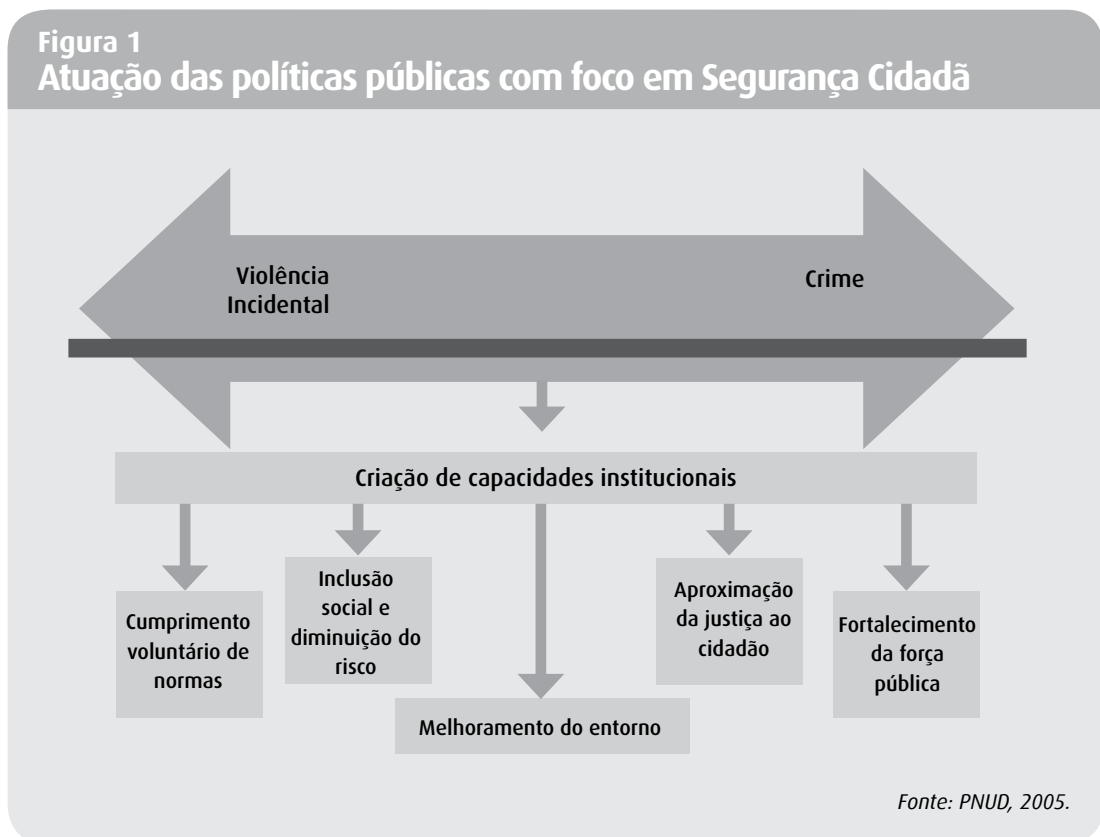 Figura 1
Atuação das políticas públicas com foco em Segurança Cidadã
Violência
Incidental
Crime
Criação de capacidades institucionais
Cumprimento
voluntário de
normas
Inclusão
social e
diminuição do
risco
Melhoramento do entorno
Aproximação
da justiça ao
cidadão
Fortalecimento
da força
pública
Fonte: PNUD, 2005.